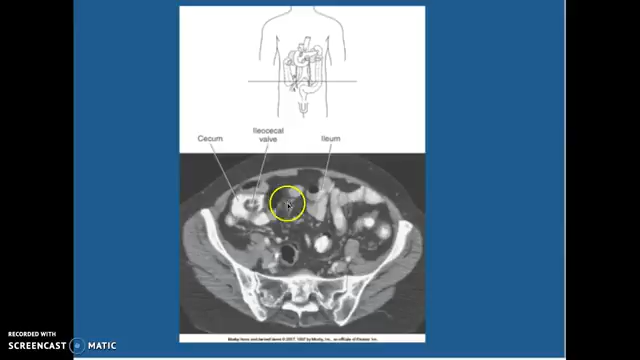 Cecum
Ileocecal
valve
Ileum
RECORDED WITH
SCREENCAST MATIC